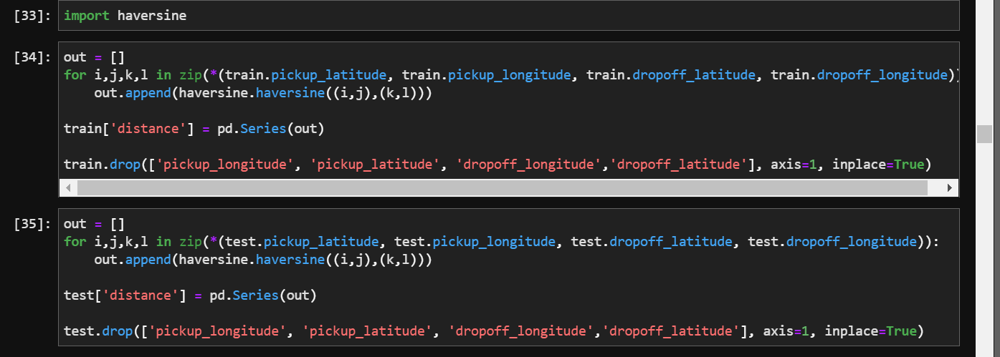 [33]: import haversine
[34]: out = []
for i,j,k,l in zip(*(train.pickup_latitude, train.pickup_longitude, train.dropoff_latitude, train.dropoff_longitude))
    out.append(haversine.haversine((i,j),(k,l)))
train['distance'] = pd.Series(out)
train.drop(['pickup_longitude', 'pickup_latitude', 'dropoff_longitude','dropoff_latitude'], axis=1, inplace=True)
[35]: out = []
for i,j,k,l in zip(*(test.pickup_latitude, test.pickup_longitude, test.dropoff_latitude, test.dropoff_longitude)):
    out.append(haversine.haversine((i,j),(k,l)))
test['distance'] = pd.Series(out)
test.drop(['pickup_longitude', 'pickup_latitude', 'dropoff_longitude','dropoff_latitude'], axis=1, inplace=True)